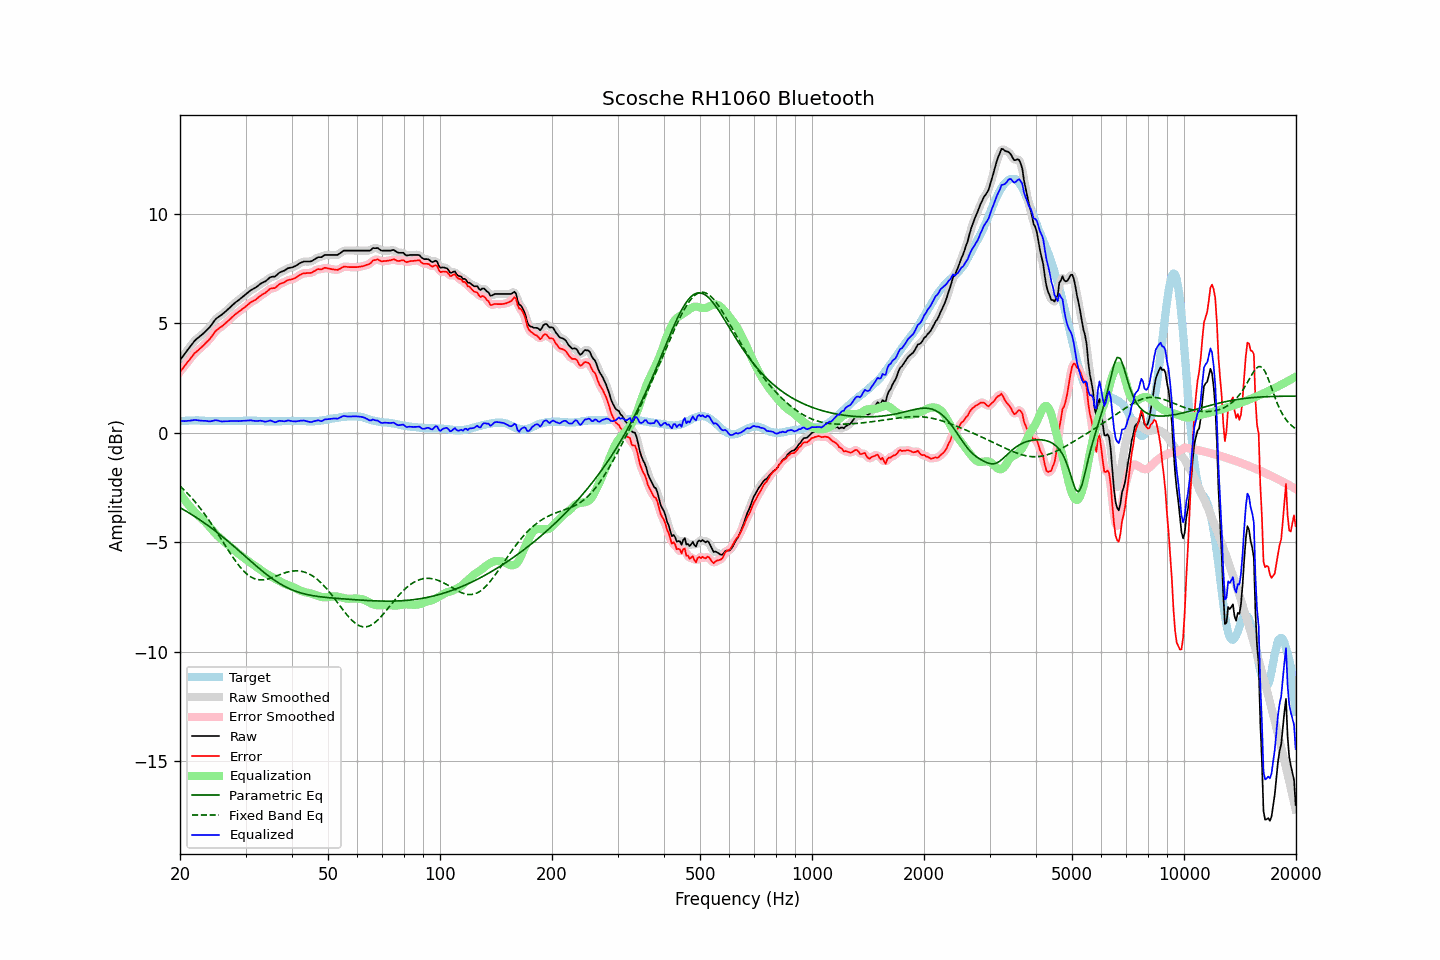 Scosche RH1060 Bluetooth
Amplitude (dBr)
10
5
0
−5
−10
−15
Target
Raw Smoothed
Error Smoothed
Raw
Error
Equalization
Parametric Eq
Fixed Band Eq
Equalized
20 50 100 200 500 1000 2000 5000 10000 20000
Frequency (Hz)